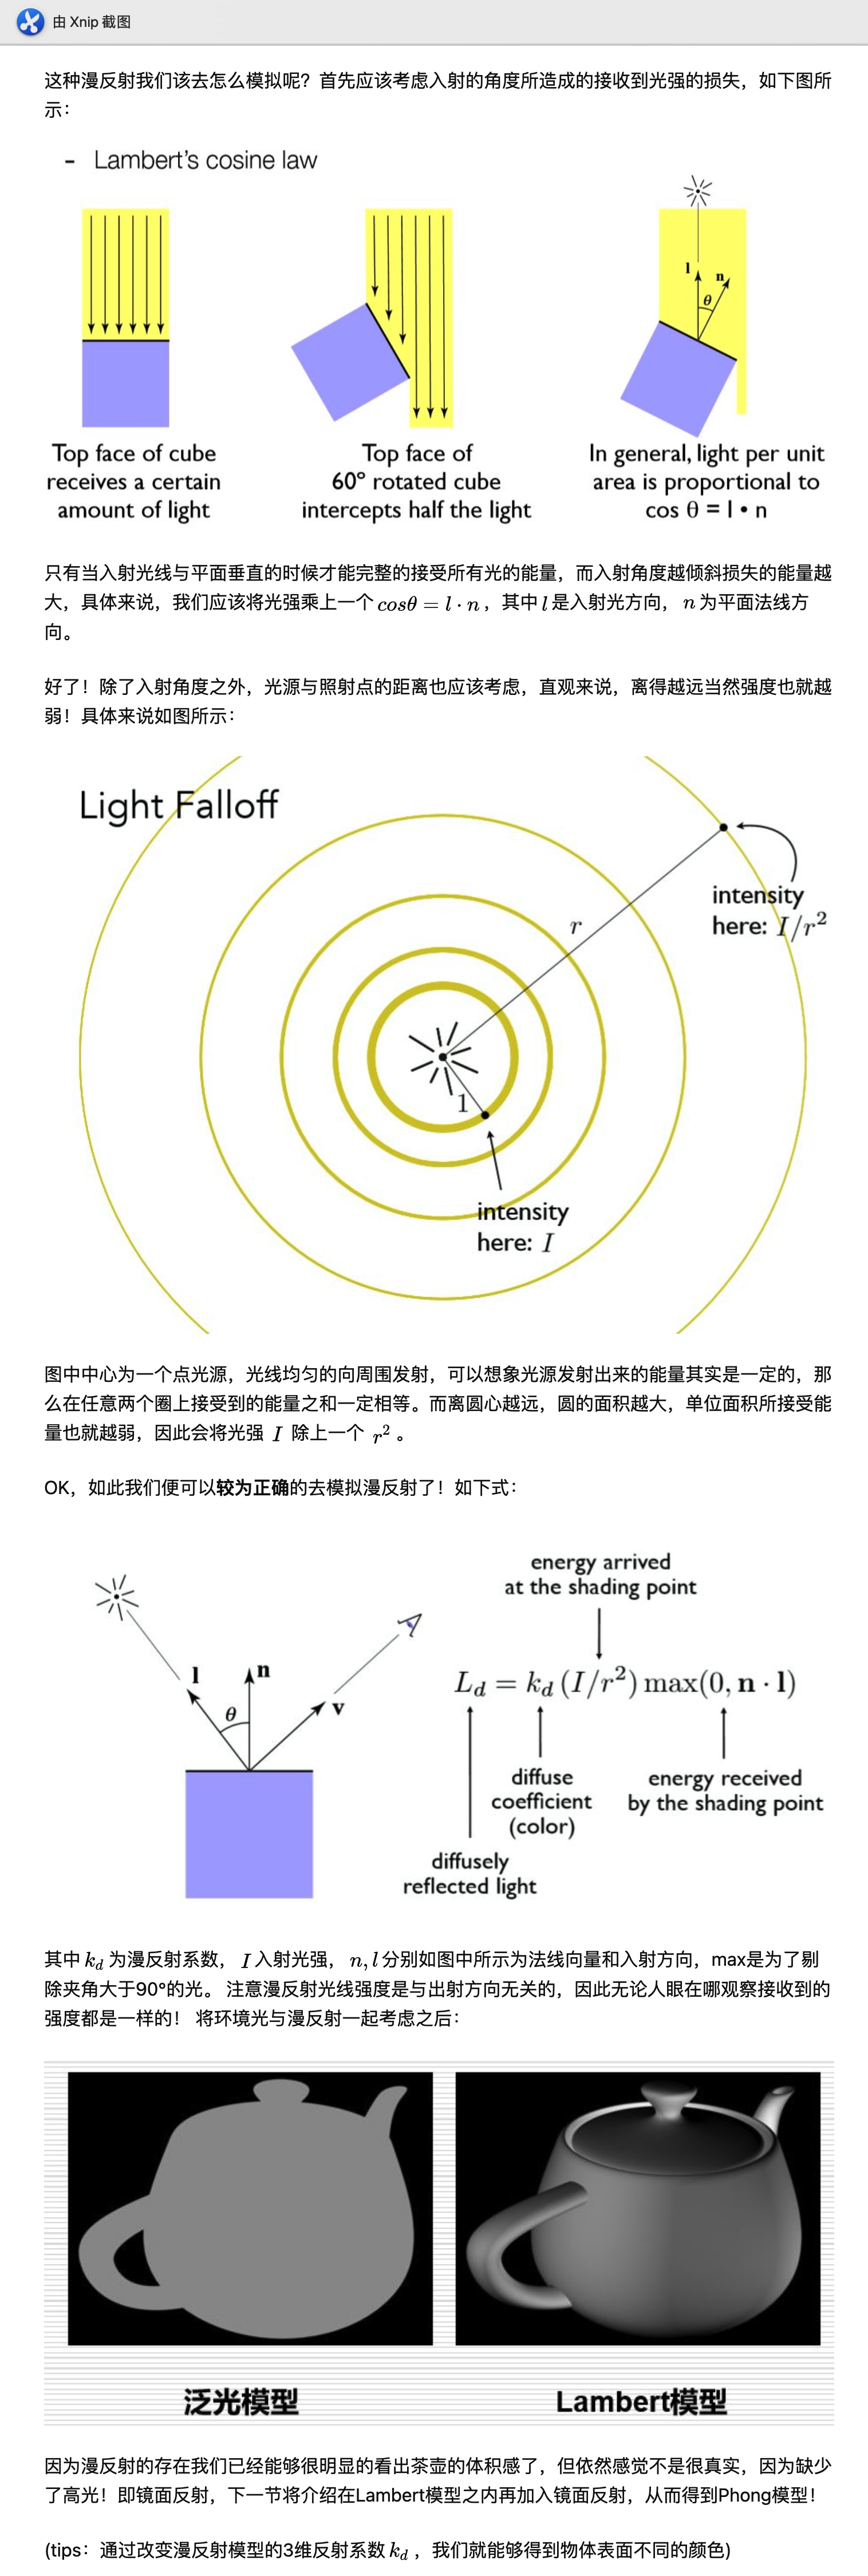 由 Xnip 截图
这种漫反射我们该去怎么模拟呢？首先应该考虑入射的角度所造成的接收到光强的损失，如下图所
示：
- Lambert's cosine law
l
n
θ
Top face of cube
receives a certain
amount of light
Top face of
60º rotated cube
intercepts half the light
In general, light per unit
area is proportional to
cos θ = l • n
只有当入射光线与平面垂直的时候才能完整的接受所有光的能量，而入射角度越倾斜损失的能量越
大，具体来说，我们应该将光强乘上一个 cosθ = l · n，其中 l 是入射光方向， n 为平面法线方
向。
好了！除了入射角度之外，光源与照射点的距离也应该考虑，直观来说，离得越远当然强度也就越
弱！具体来说如图所示：
Light Falloff
intensity
here: I/r²
r
1
intensity
here: I
图中中心为一个点光源，光线均匀的向周围发射，可以想象光源发射出来的能量其实是一定的，那
么在任意两个圈上接受到的能量之和一定相等。而离圆心越远，圆的面积越大，单位面积所接受能
量也就越弱，因此会将光强 I 除上一个 r² 。
OK，如此我们便可以较为正确的去模拟漫反射了！如下式：
energy arrived
at the shading point
l
n
θ
v
L_d = k_d (I/r²) max(0, n · l)
diffuse
coefficient
(color)
energy received
by the shading point
diffusely
reflected light
其中 k_d 为漫反射系数， I 入射光强， n, l 分别如图中所示为法线向量和入射方向，max是为了剔
除夹角大于90°的光。 注意漫反射光线强度是与出射方向无关的，因此无论人眼在哪观察接收到的
强度都是一样的！ 将环境光与漫反射一起考虑之后：
泛光模型
Lambert模型
因为漫反射的存在我们已经能够很明显的看出茶壶的体积感了，但依然感觉不是很真实，因为缺少
了高光！即镜面反射，下一节将介绍在Lambert模型之内再加入镜面反射，从而得到Phong模型！
(tips：通过改变漫反射模型的3维反射系数 k_d ，我们就能够得到物体表面不同的颜色)